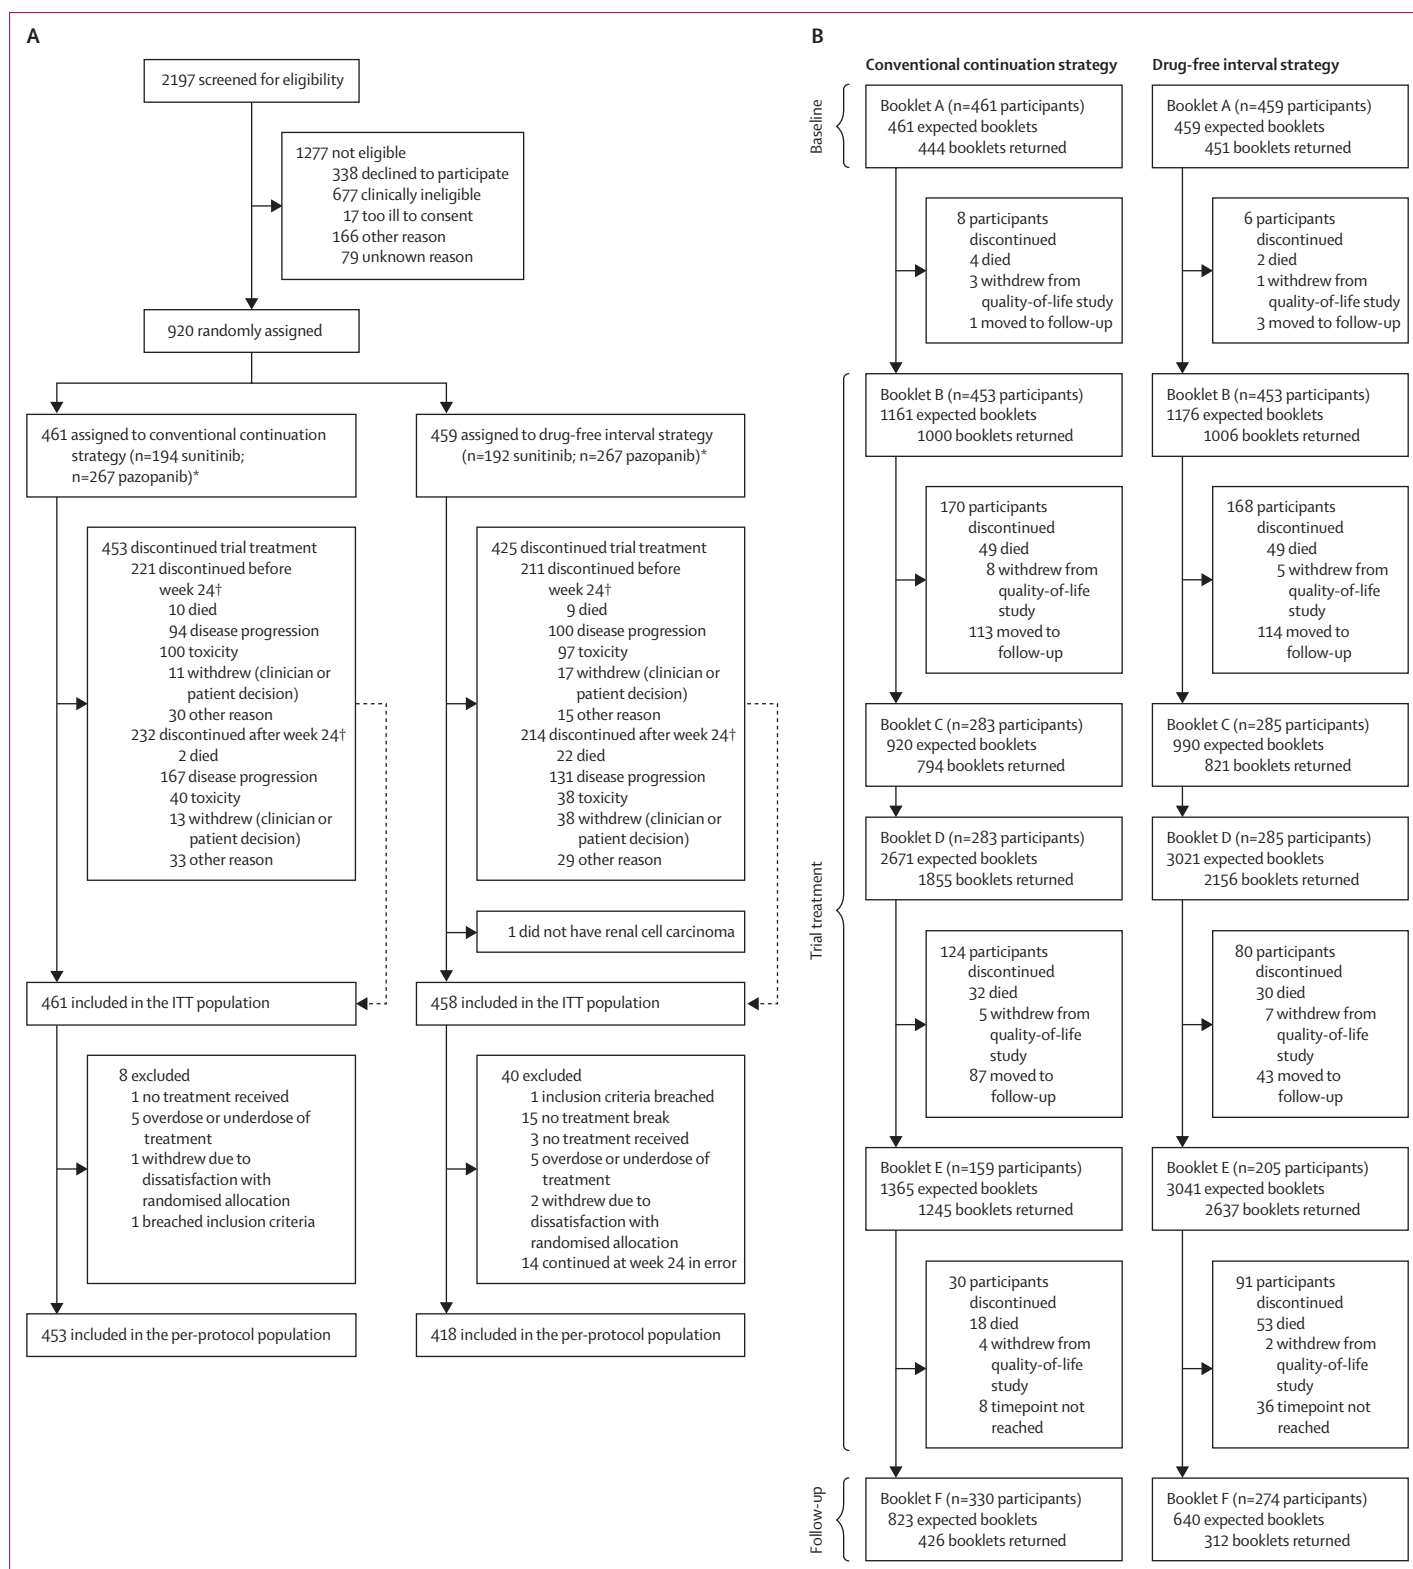 A
2197 screened for eligibility
1277 not eligible
338 declined to participate
677 clinically ineligible
17 too ill to consent
166 other reason
79 unknown reason
920 randomly assigned
461 assigned to conventional continuation
strategy (n=194 sunitinib;
n=267 pazopanib)*
459 assigned to drug-free interval strategy
(n=192 sunitinib; n=267 pazopanib)*
453 discontinued trial treatment
221 discontinued before
week 24†
10 died
94 disease progression
100 toxicity
11 withdrew (clinician or
patient decision)
30 other reason
232 discontinued after week 24†
2 died
167 disease progression
40 toxicity
13 withdrew (clinician or
patient decision)
33 other reason
425 discontinued trial treatment
211 discontinued before
week 24†
9 died
100 disease progression
97 toxicity
17 withdrew (clinician or
patient decision)
15 other reason
214 discontinued after week 24†
22 died
131 disease progression
38 toxicity
38 withdrew (clinician or
patient decision)
29 other reason
1 did not have renal cell carcinoma
461 included in the ITT population
458 included in the ITT population
8 excluded
1 no treatment received
5 overdose or underdose of
treatment
1 withdrew due to
dissatisfaction with
randomised allocation
1 breached inclusion criteria
40 excluded
1 inclusion criteria breached
15 no treatment break
3 no treatment received
5 overdose or underdose of
treatment
2 withdrew due to
dissatisfaction with
randomised allocation
14 continued at week 24 in error
453 included in the per-protocol population
418 included in the per-protocol population
B
Conventional continuation strategy
Drug-free interval strategy
Baseline
Booklet A (n=461 participants)
461 expected booklets
444 booklets returned
Booklet A (n=459 participants)
459 expected booklets
451 booklets returned
8 participants
discontinued
4 died
3 withdrew from
quality-of-life study
1 moved to follow-up
6 participants
discontinued
2 died
1 withdrew from
quality-of-life study
3 moved to follow-up
Trial treatment
Booklet B (n=453 participants)
1161 expected booklets
1000 booklets returned
Booklet B (n=453 participants)
1176 expected booklets
1006 booklets returned
170 participants
discontinued
49 died
8 withdrew from
quality-of-life
study
113 moved to
follow-up
168 participants
discontinued
49 died
5 withdrew from
quality-of-life
study
114 moved to
follow-up
Booklet C (n=283 participants)
920 expected booklets
794 booklets returned
Booklet C (n=285 participants)
990 expected booklets
821 booklets returned
Booklet D (n=283 participants)
2671 expected booklets
1855 booklets returned
Booklet D (n=285 participants)
3021 expected booklets
2156 booklets returned
124 participants
discontinued
32 died
5 withdrew from
quality-of-life
study
87 moved to
follow-up
80 participants
discontinued
30 died
7 withdrew from
quality-of-life
study
43 moved to
follow-up
Booklet E (n=159 participants)
1365 expected booklets
1245 booklets returned
Booklet E (n=205 participants)
3041 expected booklets
2637 booklets returned
30 participants
discontinued
18 died
4 withdrew from
quality-of-life
study
8 timepoint not
reached
91 participants
discontinued
53 died
2 withdrew from
quality-of-life
study
36 timepoint not
reached
Follow-up
Booklet F (n=330 participants)
823 expected booklets
426 booklets returned
Booklet F (n=274 participants)
640 expected booklets
312 booklets returned